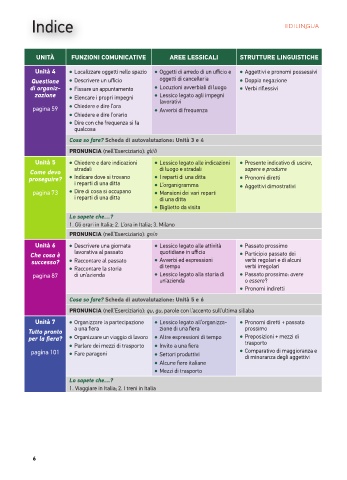 Indice
EDILINGUA
UNITÀ FUNZIONI COMUNICATIVE AREE LESSICALI STRUTTURE LINGUISTICHE
Unità 4
Questione
di organiz-
zazione
pagina 59
• Localizzare oggetti nello spazio
• Descrivere un ufficio
• Fissare un appuntamento
• Elencare i propri impegni
• Chiedere e dire l'ora
• Chiedere e dire l'orario
• Dire con che frequenza si fa
qualcosa
• Oggetti di arredo di un ufficio e
oggetti di cancelleria
• Locuzioni avverbiali di luogo
• Lessico legato agli impegni
lavorativi
• Avverbi di frequenza
• Aggettivi e pronomi possessivi
• Doppia negazione
• Verbi riflessivi
Cosa so fare? Scheda di autovalutazione: Unità 3 e 4
PRONUNCIA (nell'Eserciziario): gli/li
Unità 5
Come devo
proseguire?
pagina 73
• Chiedere e dare indicazioni
stradali
• Indicare dove si trovano
i reparti di una ditta
• Dire di cosa si occupano
i reparti di una ditta
• Lessico legato alle indicazioni
di luogo e stradali
• I reparti di una ditta
• L'organigramma
• Mansioni dei vari reparti
di una ditta
• Biglietto da visita
• Presente indicativo di uscire,
sapere e produrre
• Pronomi diretti
• Aggettivi dimostrativi
Lo sapete che...?
1. Gli orari in Italia; 2. L'ora in Italia; 3. Milano
PRONUNCIA (nell'Eserciziario): gn/n
Unità 6
Che cosa è
successo?
pagina 87
• Descrivere una giornata
lavorativa al passato
• Raccontare al passato
• Raccontare la storia
di un'azienda
• Lessico legato alle attività
quotidiane in ufficio
• Avverbi ed espressioni
di tempo
• Lessico legato alla storia di
un'azienda
• Passato prossimo
• Participio passato dei
verbi regolari e di alcuni
verbi irregolari
• Passato prossimo: avere
o essere?
• Pronomi indiretti
Cosa so fare? Scheda di autovalutazione: Unità 5 e 6
PRONUNCIA (nell'Eserciziario): qu, gu, parole con l'accento sull'ultima sillaba
Unità 7
Tutto pronto
per la fiera?
pagina 101
• Organizzare la partecipazione
a una fiera
• Organizzare un viaggio di lavoro
• Parlare dei mezzi di trasporto
• Fare paragoni
• Lessico legato all'organizza-
zione di una fiera
• Altre espressioni di tempo
• Invito a una fiera
• Settori produttivi
• Alcune fiere italiane
• Mezzi di trasporto
• Pronomi diretti + passato
prossimo
• Preposizioni + mezzi di
trasporto
• Comparativo di maggioranza e
di minoranza degli aggettivi
Lo sapete che...?
1. Viaggiare in Italia; 2. I treni in Italia
6